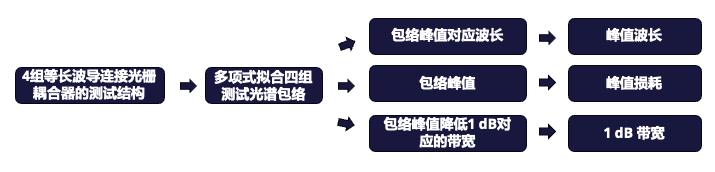 4组等长波导连接光栅
耦合器的测试结构
多项式拟合四组
测试光谱包络
包络峰值对应波长
峰值波长
包络峰值
峰值损耗
包络峰值降低1 dB对
应的带宽
1 dB 带宽